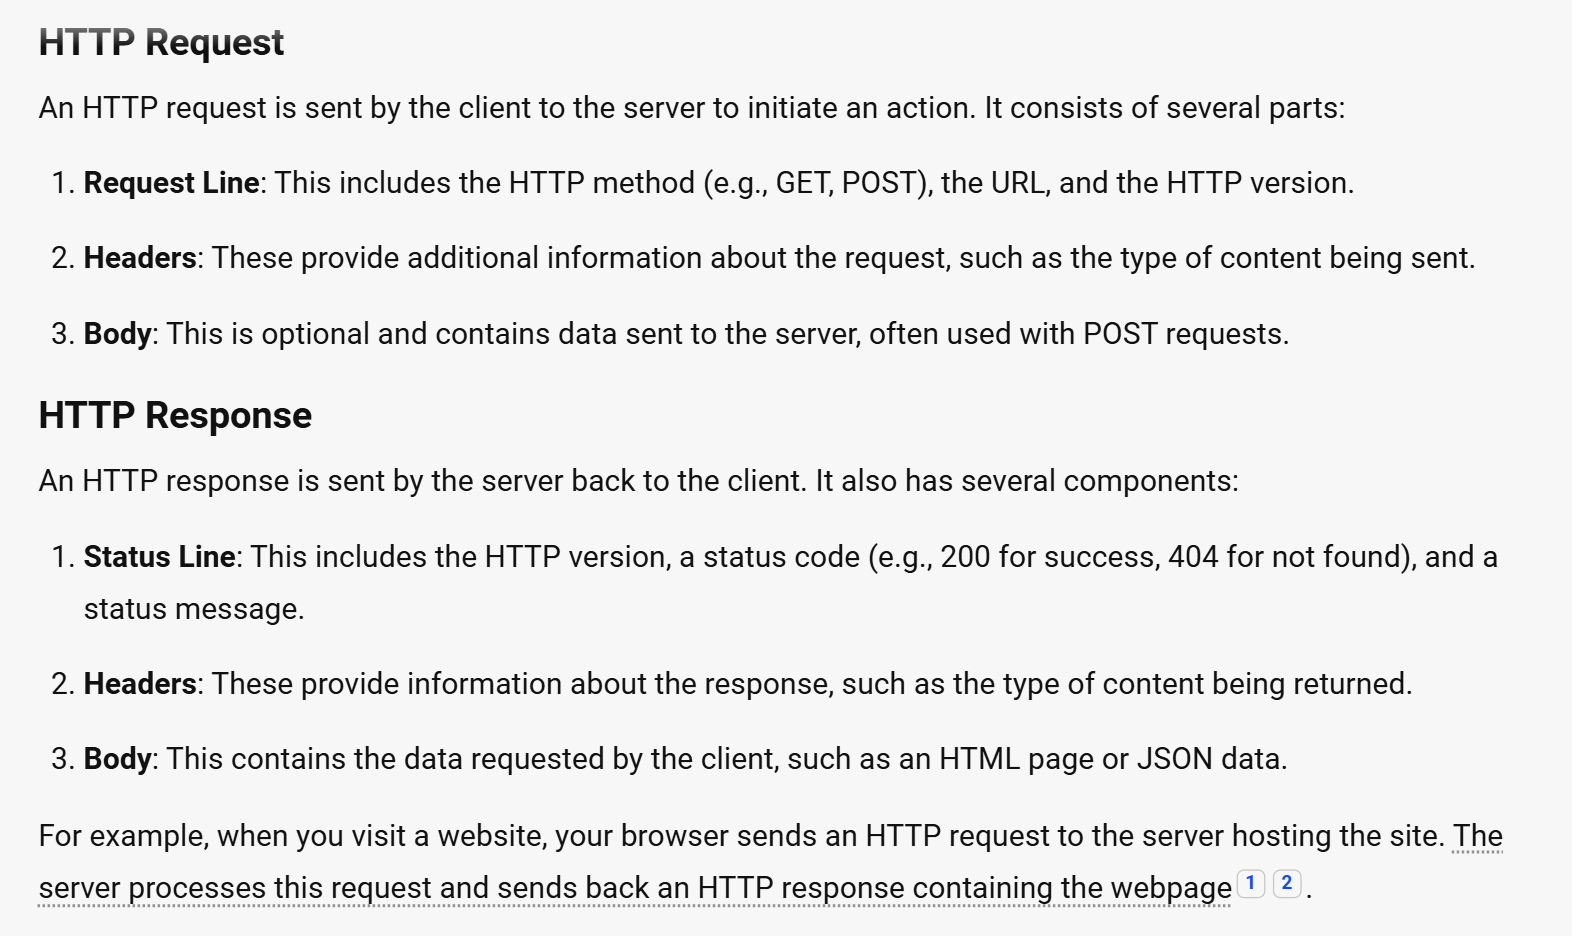 HTTP Request
An HTTP request is sent by the client to the server to initiate an action. It consists of several parts:
1. Request Line: This includes the HTTP method (e.g., GET, POST), the URL, and the HTTP version.
2. Headers: These provide additional information about the request, such as the type of content being sent.
3. Body: This is optional and contains data sent to the server, often used with POST requests.
HTTP Response
An HTTP response is sent by the server back to the client. It also has several components:
1. Status Line: This includes the HTTP version, a status code (e.g., 200 for success, 404 for not found), and a
status message.
2. Headers: These provide information about the response, such as the type of content being returned.
3. Body: This contains the data requested by the client, such as an HTML page or JSON data.
For example, when you visit a website, your browser sends an HTTP request to the server hosting the site. The
server processes this request and sends back an HTTP response containing the webpage 1 2 .